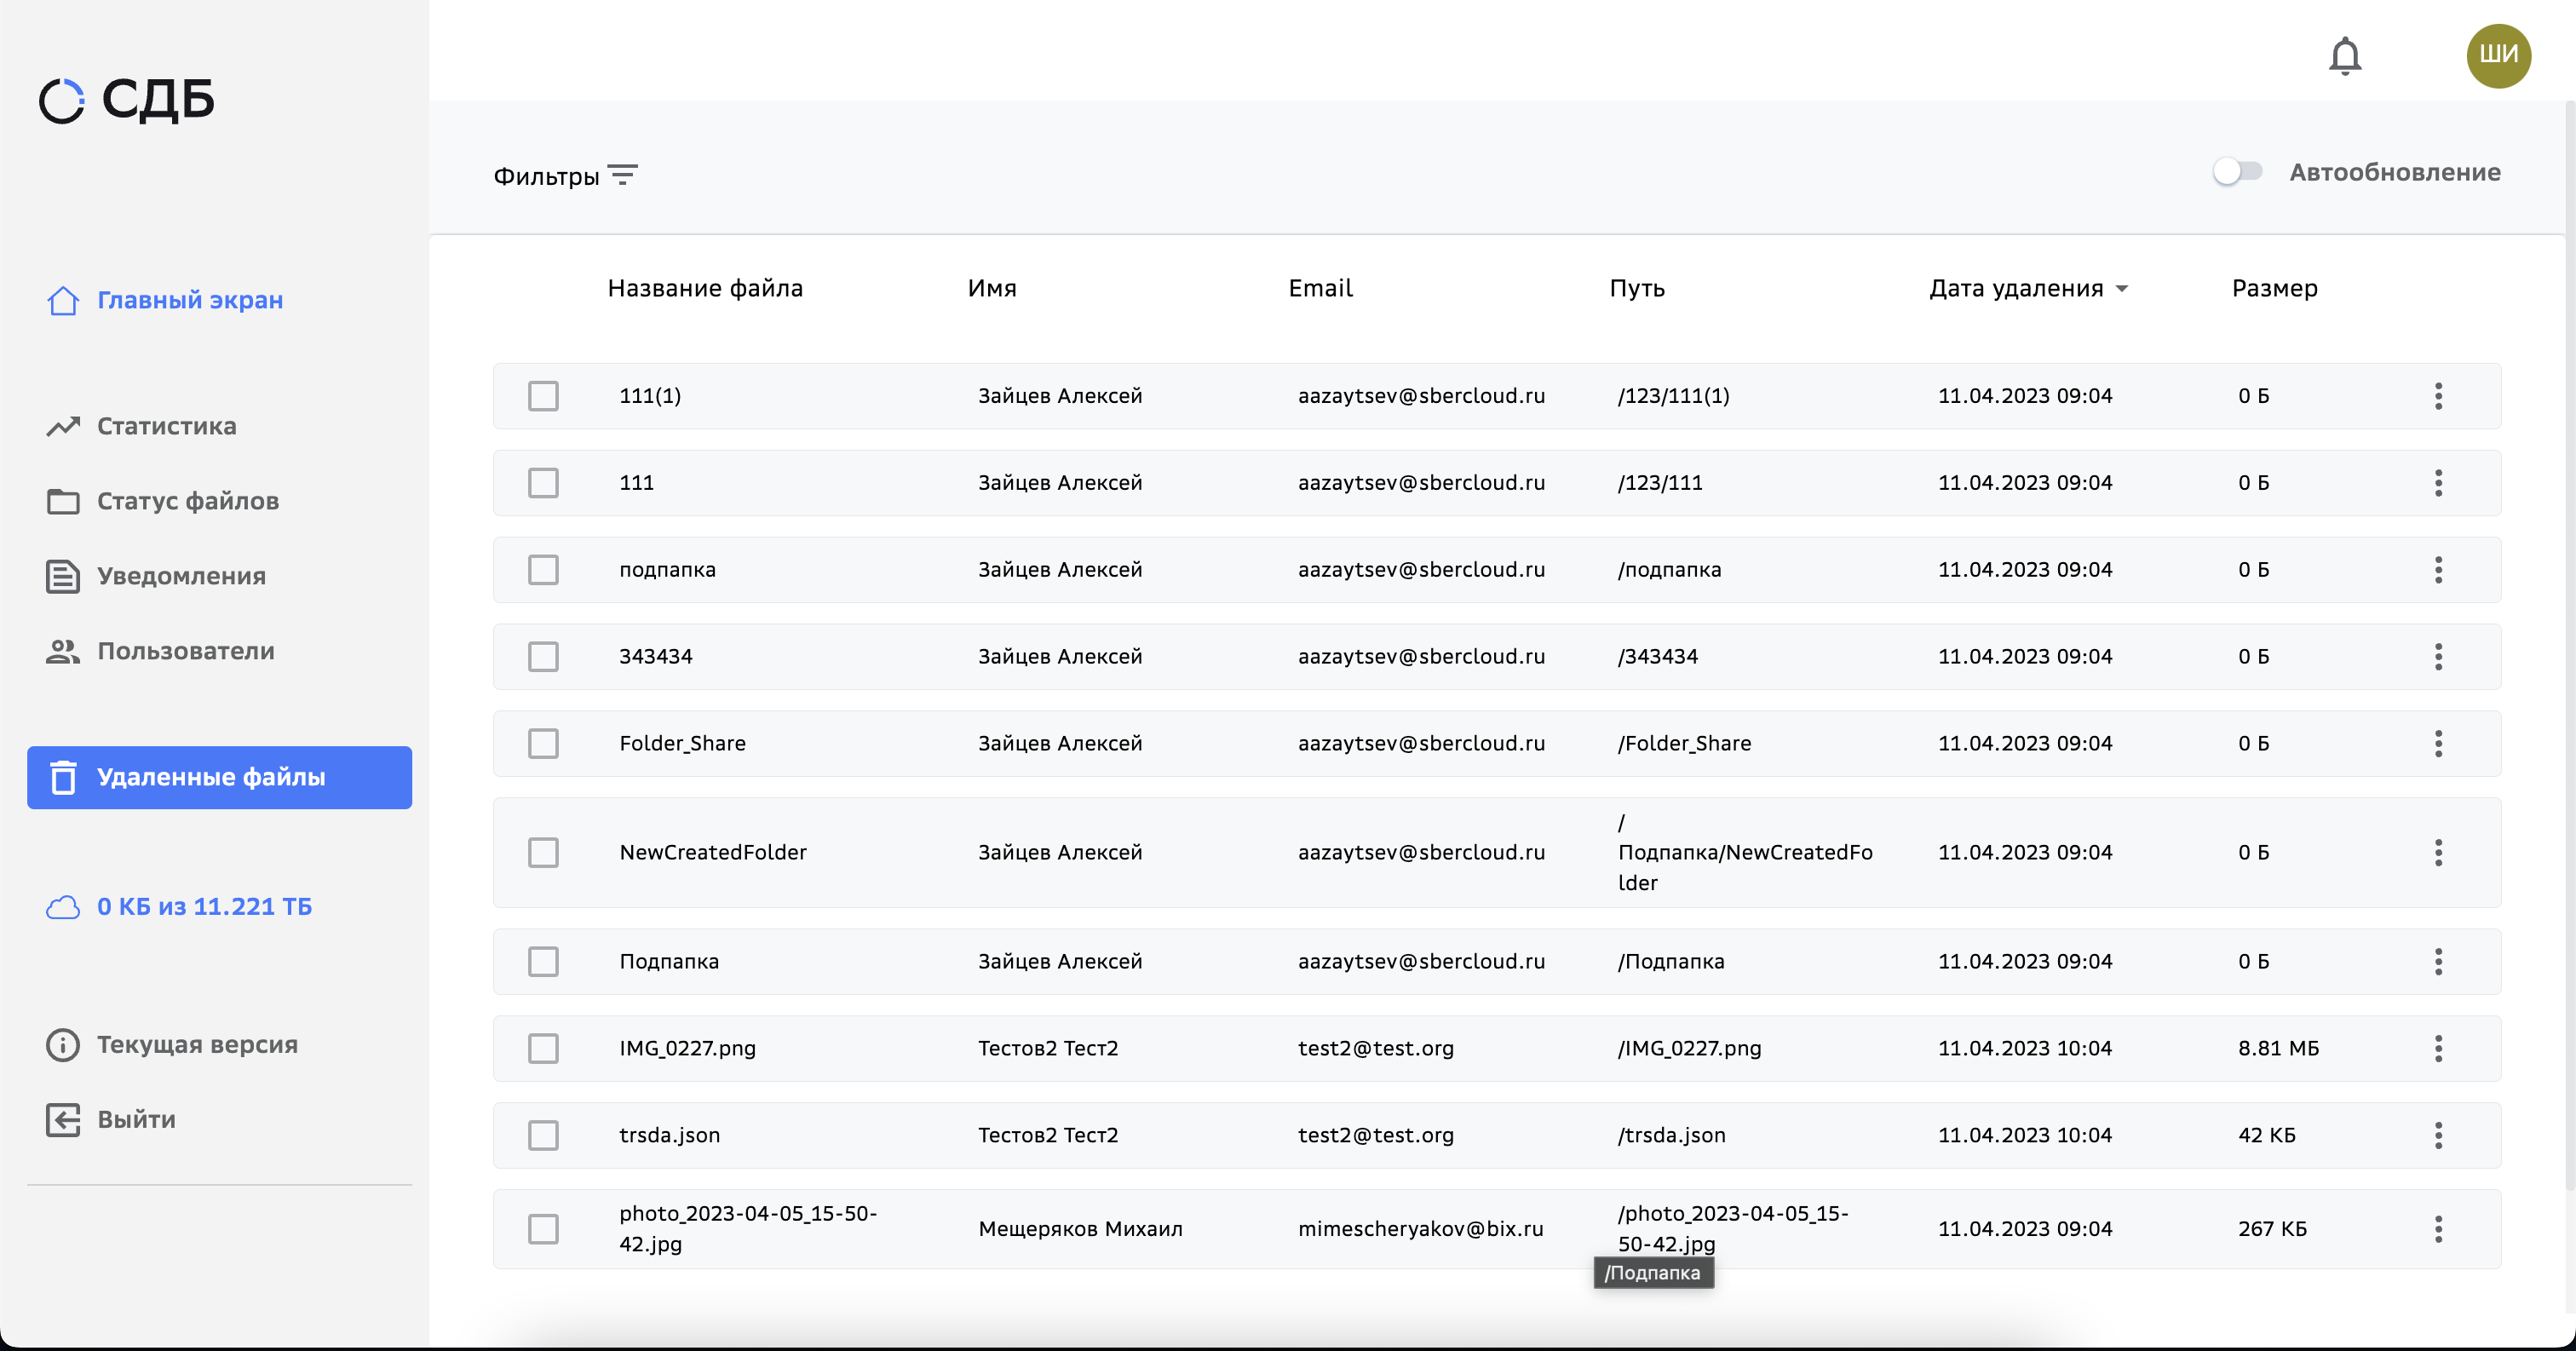 СДБ
ШИ
Фильтры
Автообновление
Главный экран
Статистика
Статус файлов
Уведомления
Пользователи
Удаленные файлы
0 КБ из 11.221 ТБ
Текущая версия
Выйти
Название файла Имя Email Путь Дата удаления Размер
111(1) Зайцев Алексей aazaytsev@sbercloud.ru /123/111(1) 11.04.2023 09:04 0 Б
111 Зайцев Алексей aazaytsev@sbercloud.ru /123/111 11.04.2023 09:04 0 Б
подпапка Зайцев Алексей aazaytsev@sbercloud.ru /подпапка 11.04.2023 09:04 0 Б
343434 Зайцев Алексей aazaytsev@sbercloud.ru /343434 11.04.2023 09:04 0 Б
Folder_Share Зайцев Алексей aazaytsev@sbercloud.ru /Folder_Share 11.04.2023 09:04 0 Б
/
NewCreatedFolder Зайцев Алексей aazaytsev@sbercloud.ru Подпапка/NewCreatedFo 11.04.2023 09:04 0 Б
lder
Подпапка Зайцев Алексей aazaytsev@sbercloud.ru /Подпапка 11.04.2023 09:04 0 Б
IMG_0227.png Тестов2 Тест2 test2@test.org /IMG_0227.png 11.04.2023 10:04 8.81 МБ
trsda.json Тестов2 Тест2 test2@test.org /trsda.json 11.04.2023 10:04 42 КБ
photo_2023-04-05_15-50-
42.jpg
Мещеряков Михаил mimescheryakov@bix.ru
/photo_2023-04-05_15-
50-42.jpg
11.04.2023 09:04 267 КБ
/Подпапка